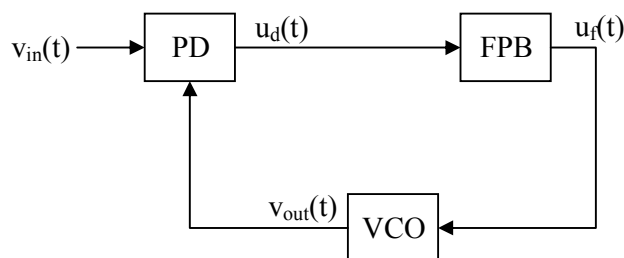 v_in(t)
PD
u_d(t)
FPB
u_f(t)
v_out(t)
VCO